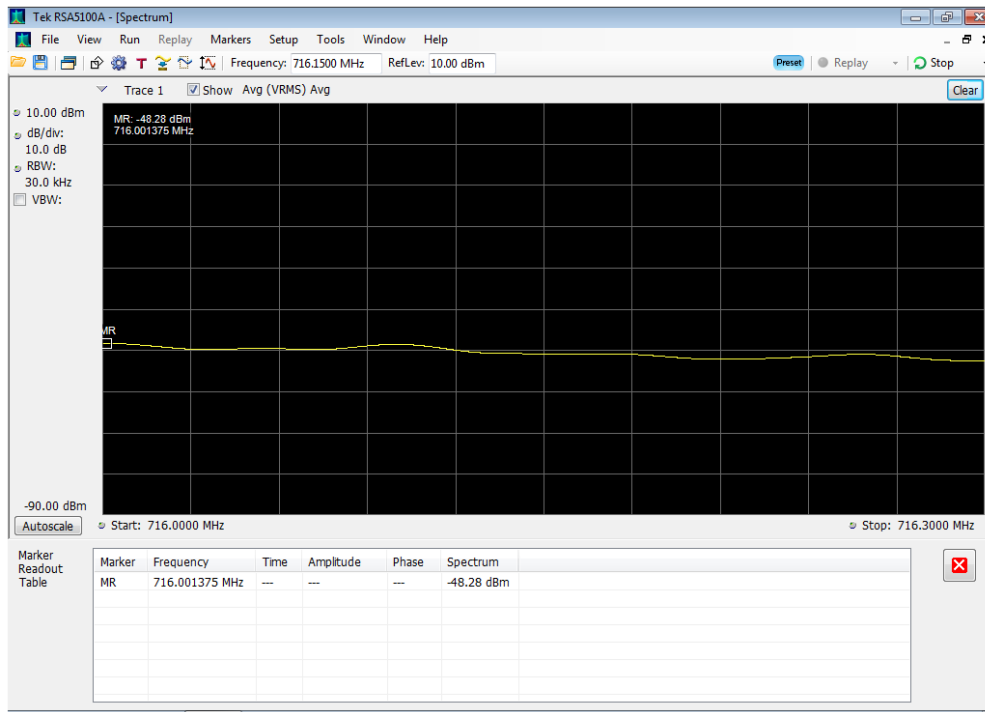 Tek RSA5100A - [Spectrum]
File View Run Replay Markers Setup Tools Window Help
T Frequency: 716.1500 MHz RefLev: 10.00 dBm Preset Replay Stop
Trace 1 Show Avg (VRMS) Avg Clear
10.00 dBm
dB/div:
10.0 dB
RBW:
30.0 kHz
VBW:
MR: -48.28 dBm
716.001375 MHz
MR
-90.00 dBm
Autoscale Start: 716.0000 MHz Stop: 716.3000 MHz
Marker
Readout
Table
Marker Frequency Time Amplitude Phase Spectrum
MR 716.001375 MHz --- --- --- -48.28 dBm